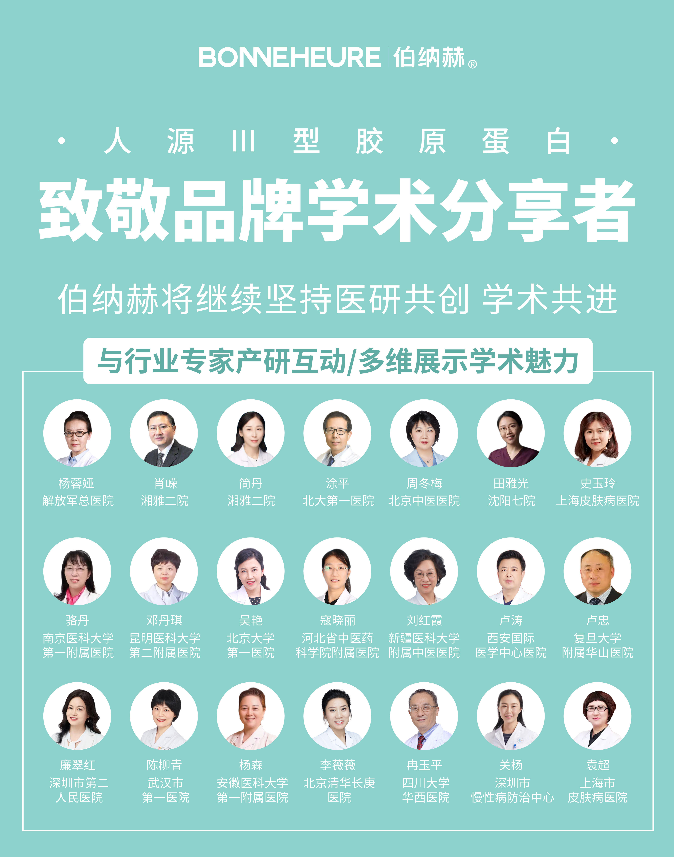 BONNEHEURE 伯纳赫®
· 人源III型胶原蛋白 ·
致敬品牌学术分享者
伯纳赫将继续坚持医研共创 学术共进
与行业专家产研互动/多维展示学术魅力
杨蓉娅 肖嵘 简丹 涂平 周冬梅 田雅光 史玉玲
解放军总医院 湘雅二院 湘雅二院 北大第一医院 北京中医医院 沈阳七院 上海皮肤病医院
骆丹 邓丹琪 吴艳 寇晓丽 刘红霞 卢涛 卢忠
南京医科大学 昆明医科大学 北京大学 河北省中医药 新疆医科大学 西安国际 复旦大学
第一附属医院 第二附属医院 第一医院 科学院附属医院 附属中医医院 医学中心医院 附属华山医院
廉翠红 陈柳青 杨森 李薇薇 冉玉平 关杨 袁超
深圳市第二 武汉市 安徽医科大学 北京清华长庚 四川大学 深圳市 上海市
人民医院 第一医院 第一附属医院 医院 华西医院 慢性病防治中心 皮肤病医院